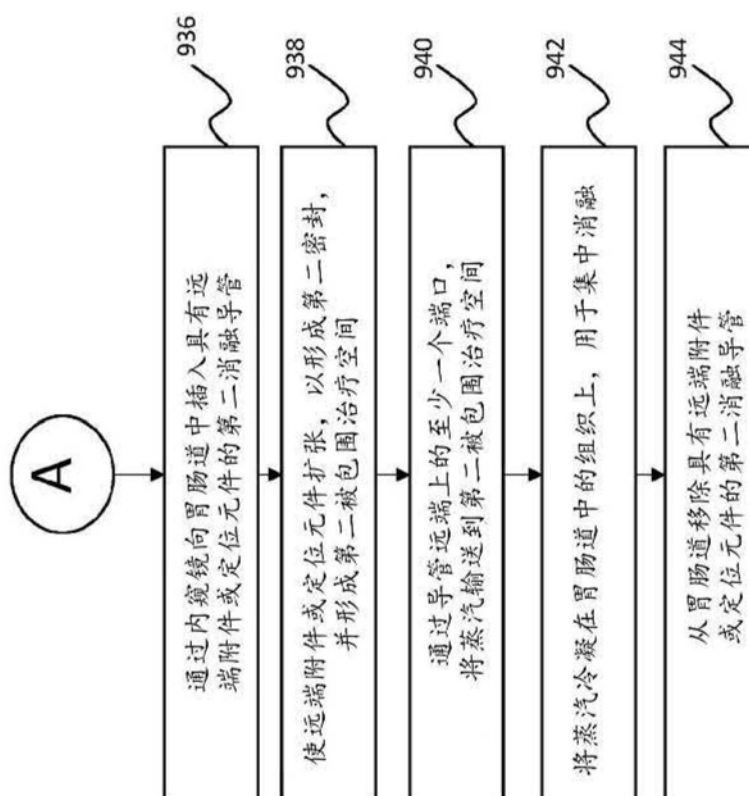 A
通过内窥镜向胃肠道中插入具有远
端附件或定位元件的第二消融导管
936
使远端附件或定位元件扩张，以形成第二密封，
并形成第二被包围治疗空间
938
通过导管远端上的至少一个端口，
将蒸汽输送到第二被包围治疗空间
940
将蒸汽冷凝在胃肠道中的组织上，用于集中消融
942
从胃肠道移除具有远端附件
或定位元件的第二消融导管
944